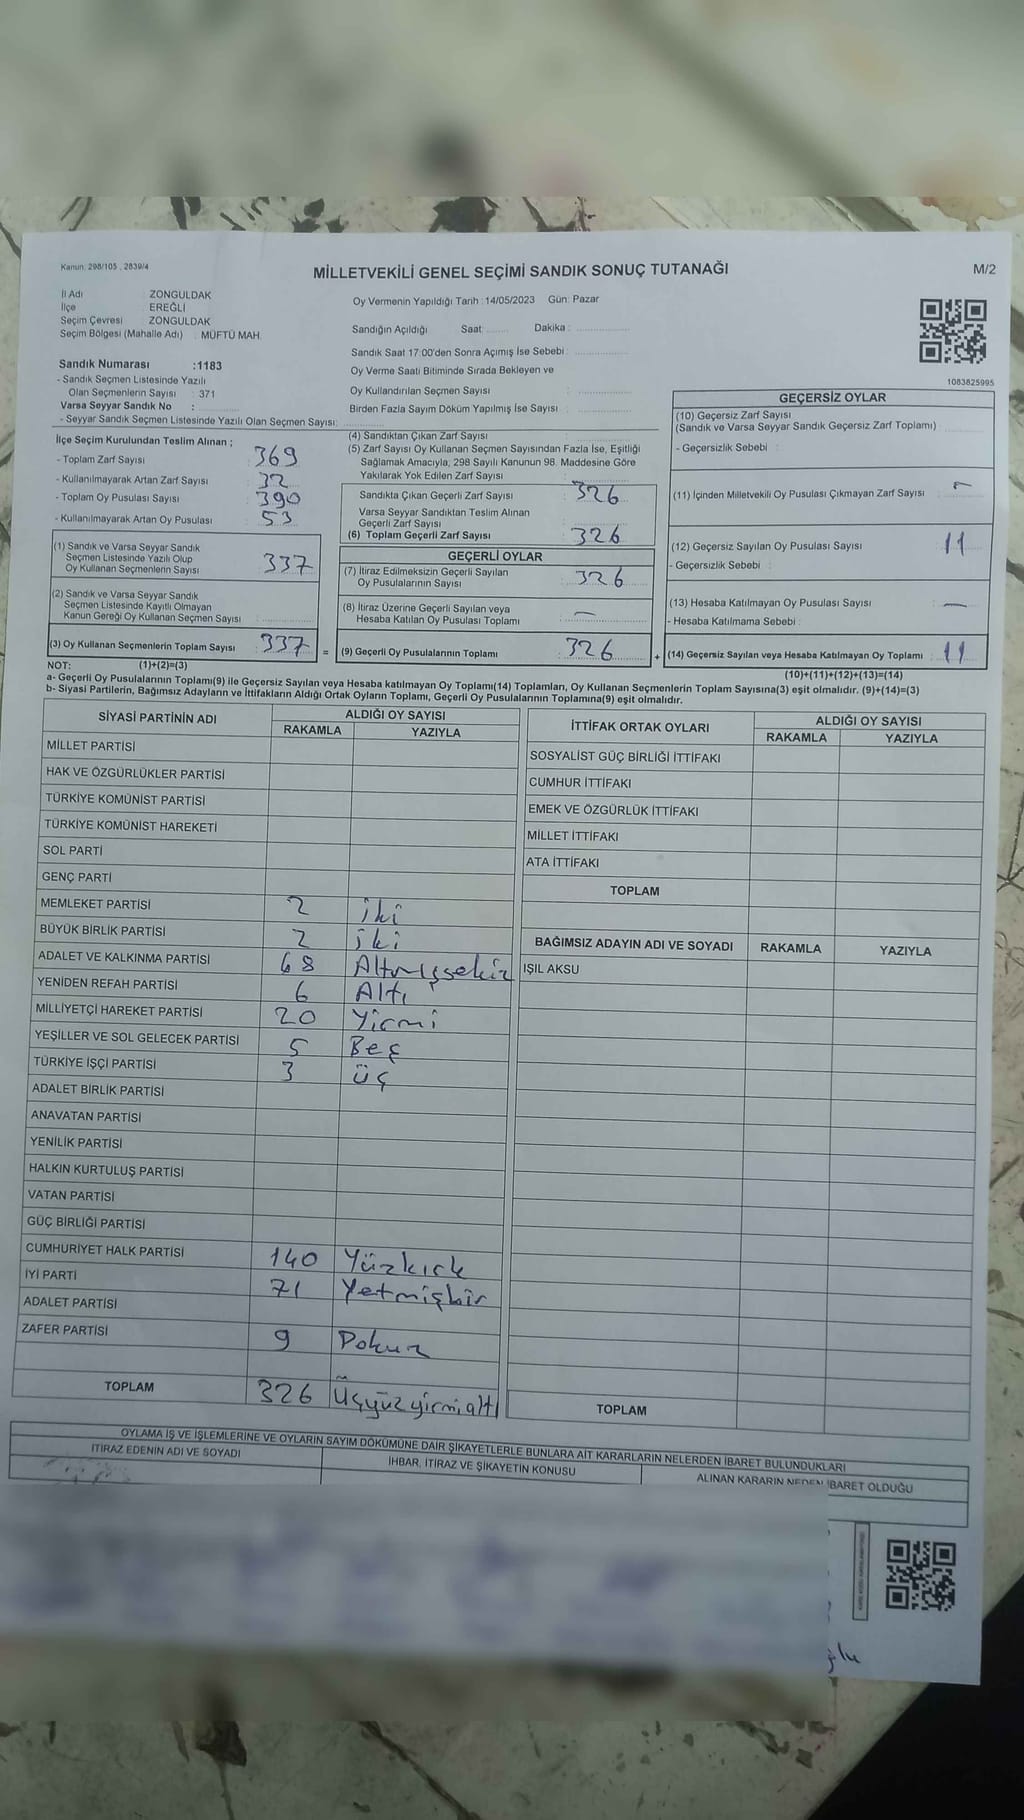 Kanun: 298/105 , 2839/4
MİLLETVEKİLİ GENEL SEÇİMİ SANDIK SONUÇ TUTANAĞI
M/2
İl Adı : ZONGULDAK
İlçe : EREĞLİ
Seçim Çevresi : ZONGULDAK
Seçim Bölgesi (Mahalle Adı) : MÜFTÜ MAH.
Sandık Numarası :1183
- Sandık Seçmen Listesinde Yazılı
Olan Seçmenlerin Sayısı : 371
Varsa Seyyar Sandık No :
- Seyyar Sandık Seçmen Listesinde Yazılı Olan Seçmen Sayısı:
Oy Vermenin Yapıldığı Tarih :14/05/2023 Gün: Pazar
Sandığın Açıldığı Saat: Dakika :
Sandık Saat 17:00'den Sonra Açımış İse Sebebi :
Oy Verme Saati Bitiminde Sırada Bekleyen ve
Oy Kullandırılan Seçmen Sayısı :
Birden Fazla Sayım Döküm Yapılmış İse Sayısı :
1083825995
İlçe Seçim Kurulundan Teslim Alınan ;
- Toplam Zarf Sayısı : 369
- Kullanılmayarak Artan Zarf Sayısı : 32
- Toplam Oy Pusulası Sayısı : 390
- Kullanılmayarak Artan Oy Pusulası : 53
(1) Sandık ve Varsa Seyyar Sandık
Seçmen Listesinde Yazılı Olup
Oy Kullanan Seçmenlerin Sayısı : 337
(2) Sandık ve Varsa Seyyar Sandık
Seçmen Listesinde Kayıtlı Olmayan
Kanun Gereği Oy Kullanan Seçmen Sayısı :
(3) Oy Kullanan Seçmenlerin Toplam Sayısı : 337 =
(4) Sandıktan Çıkan Zarf Sayısı :
(5) Zarf Sayısı Oy Kullanan Seçmen Sayısından Fazla İse, Eşitliği
Sağlamak Amacıyla, 298 Sayılı Kanunun 98. Maddesine Göre
Yakılarak Yok Edilen Zarf Sayısı :
Sandıkta Çıkan Geçerli Zarf Sayısı : 326
Varsa Seyyar Sandıktan Teslim Alınan
Geçerli Zarf Sayısı :
(6) Toplam Geçerli Zarf Sayısı : 326
GEÇERLİ OYLAR
(7) İtiraz Edilmeksizin Geçerli Sayılan
Oy Pusulalarının Sayısı : 326
(8) İtiraz Üzerine Geçerli Sayılan veya
Hesaba Katılan Oy Pusulası Toplamı : —
(9) Geçerli Oy Pusulalarının Toplamı : 326 +
GEÇERSİZ OYLAR
(10) Geçersiz Zarf Sayısı
(Sandık ve Varsa Seyyar Sandık Geçersiz Zarf Toplamı) :
- Geçersizlik Sebebi :
(11) İçinden Milletvekili Oy Pusulası Çıkmayan Zarf Sayısı : -
(12) Geçersiz Sayılan Oy Pusulası Sayısı : 11
- Geçersizlik Sebebi :
(13) Hesaba Katılmayan Oy Pusulası Sayısı : —
- Hesaba Katılmama Sebebi :
(14) Geçersiz Sayılan veya Hesaba Katılmayan Oy Toplamı : 11
NOT: (1)+(2)=(3)
(10)+(11)+(12)+(13)=(14)
a- Geçerli Oy Pusulalarının Toplamı(9) ile Geçersiz Sayılan veya Hesaba Katılmayan Oy Toplamı(14) Toplamları, Oy Kullanan Seçmenlerin Toplam Sayısına(3) eşit olmalıdır. (9)+(14)=(3)
b- Siyasi Partilerin, Bağımsız Adayların ve İttifakların Aldığı Ortak Oyların Toplamı, Geçerli Oy Pusulalarının Toplamına(9) eşit olmalıdır.
SİYASİ PARTİNİN ADI
ALDIĞI OY SAYISI
RAKAMLA YAZIYLA
MİLLET PARTİSİ
HAK VE ÖZGÜRLÜKLER PARTİSİ
TÜRKİYE KOMÜNİST PARTİSİ
TÜRKİYE KOMÜNİST HAREKETİ
SOL PARTİ
GENÇ PARTİ
MEMLEKET PARTİSİ 2 iki
BÜYÜK BİRLİK PARTİSİ 2 iki
ADALET VE KALKINMA PARTİSİ 68 Altmışsekiz
YENİDEN REFAH PARTİSİ 6 Altı
MİLLİYETÇİ HAREKET PARTİSİ 20 Yirmi
YEŞİLLER VE SOL GELECEK PARTİSİ 5 Beş
TÜRKİYE İŞÇİ PARTİSİ 3 üç
ADALET BİRLİK PARTİSİ
ANAVATAN PARTİSİ
YENİLİK PARTİSİ
HALKIN KURTULUŞ PARTİSİ
VATAN PARTİSİ
GÜÇ BİRLİĞİ PARTİSİ
CUMHURİYET HALK PARTİSİ 140 Yüzkırk
İYİ PARTİ 71 Yetmişbir
ADALET PARTİSİ
ZAFER PARTİSİ 9 Dokuz
TOPLAM 326 Üçyüzyirmialtı
İTTİFAK ORTAK OYLARI
ALDIĞI OY SAYISI
RAKAMLA YAZIYLA
SOSYALİST GÜÇ BİRLİĞİ İTTİFAKI
CUMHUR İTTİFAKI
EMEK VE ÖZGÜRLÜK İTTİFAKI
MİLLET İTTİFAKI
ATA İTTİFAKI
TOPLAM
BAĞIMSIZ ADAYIN ADI VE SOYADI RAKAMLA YAZIYLA
IŞIL AKSU
TOPLAM
OYLAMA İŞ VE İŞLEMLERİNE VE OYLARIN SAYIM DÖKÜMÜNE DAİR ŞİKAYETLERLE BUNLARA AİT KARARLARIN NELERDEN İBARET BULUNDUKLARI
İTİRAZ EDENİN ADI VE SOYADI
İHBAR, İTİRAZ VE ŞİKAYETİN KONUSU
ALINAN KARARIN NEDEN İBARET OLDUĞU